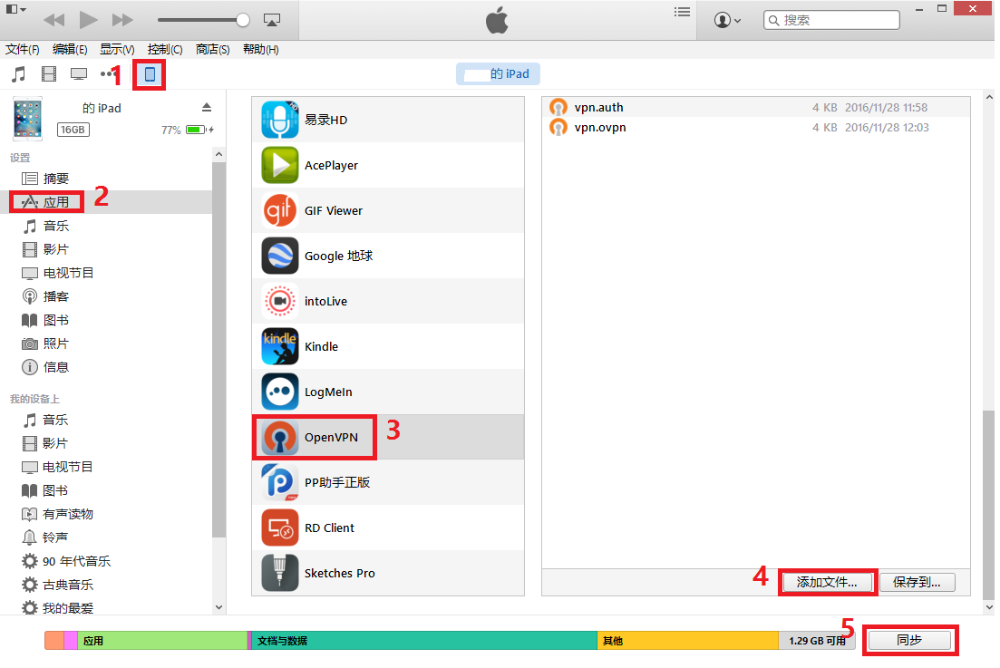 搜索
文件(F) 编辑(E) 显示(V) 控制(C) 商店(S) 帮助(H)
1
的 iPad
的 iPad
16GB
77%
设置
摘要
应用
2
音乐
影片
电视节目
播客
图书
照片
信息
我的设备上
音乐
影片
电视节目
图书
有声读物
铃声
90 年代音乐
古典音乐
我的最爱
易录HD
AcePlayer
gif
GIF Viewer
Google 地球
intoLive
kindle
Kindle
LogMeIn
OpenVPN
3
PP助手正版
RD Client
Sketches Pro
vpn.auth 4 KB 2016/11/28 11:58
vpn.ovpn 4 KB 2016/11/28 12:03
4
添加文件...
保存到...
应用
文档与数据
其他
1.29 GB 可用
5
同步